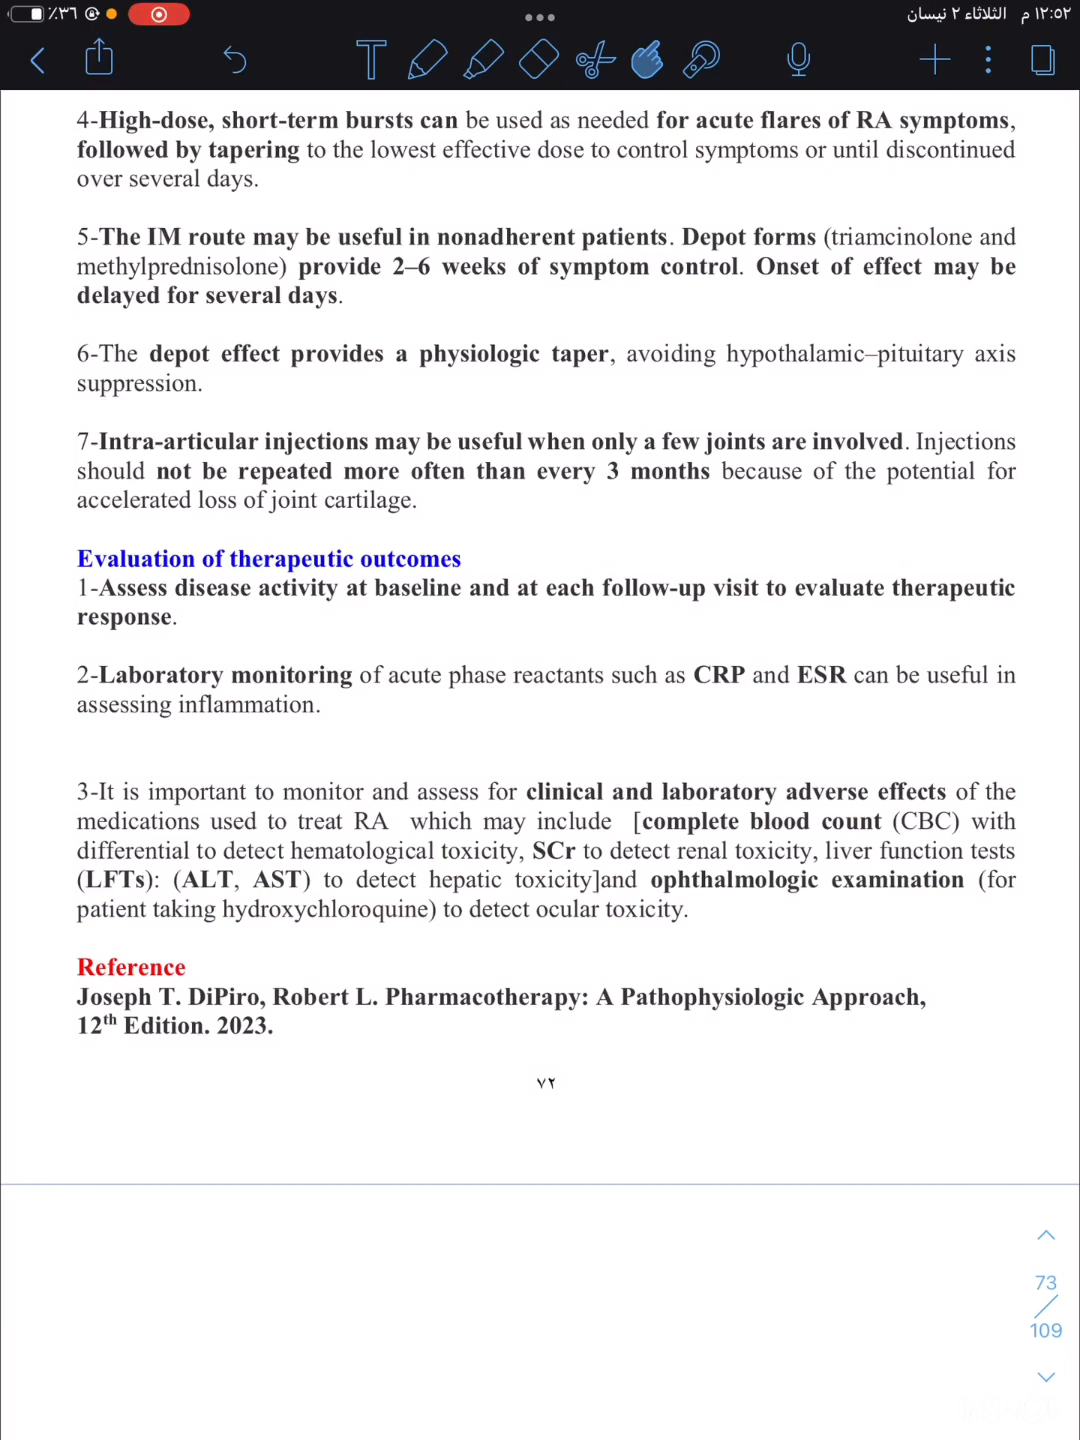 ١٢:٥٢ م الثلاثاء ٢ نيسان
٪٣٦
4-High-dose, short-term bursts can be used as needed for acute flares of RA symptoms,
followed by tapering to the lowest effective dose to control symptoms or until discontinued
over several days.
5-The IM route may be useful in nonadherent patients. Depot forms (triamcinolone and
methylprednisolone) provide 2–6 weeks of symptom control. Onset of effect may be
delayed for several days.
6-The depot effect provides a physiologic taper, avoiding hypothalamic–pituitary axis
suppression.
7-Intra-articular injections may be useful when only a few joints are involved. Injections
should not be repeated more often than every 3 months because of the potential for
accelerated loss of joint cartilage.
Evaluation of therapeutic outcomes
1-Assess disease activity at baseline and at each follow-up visit to evaluate therapeutic
response.
2-Laboratory monitoring of acute phase reactants such as CRP and ESR can be useful in
assessing inflammation.
3-It is important to monitor and assess for clinical and laboratory adverse effects of the
medications used to treat RA which may include [complete blood count (CBC) with
differential to detect hematological toxicity, SCr to detect renal toxicity, liver function tests
(LFTs): (ALT, AST) to detect hepatic toxicity]and ophthalmologic examination (for
patient taking hydroxychloroquine) to detect ocular toxicity.
Reference
Joseph T. DiPiro, Robert L. Pharmacotherapy: A Pathophysiologic Approach,
12th Edition. 2023.
٧٢
73
109